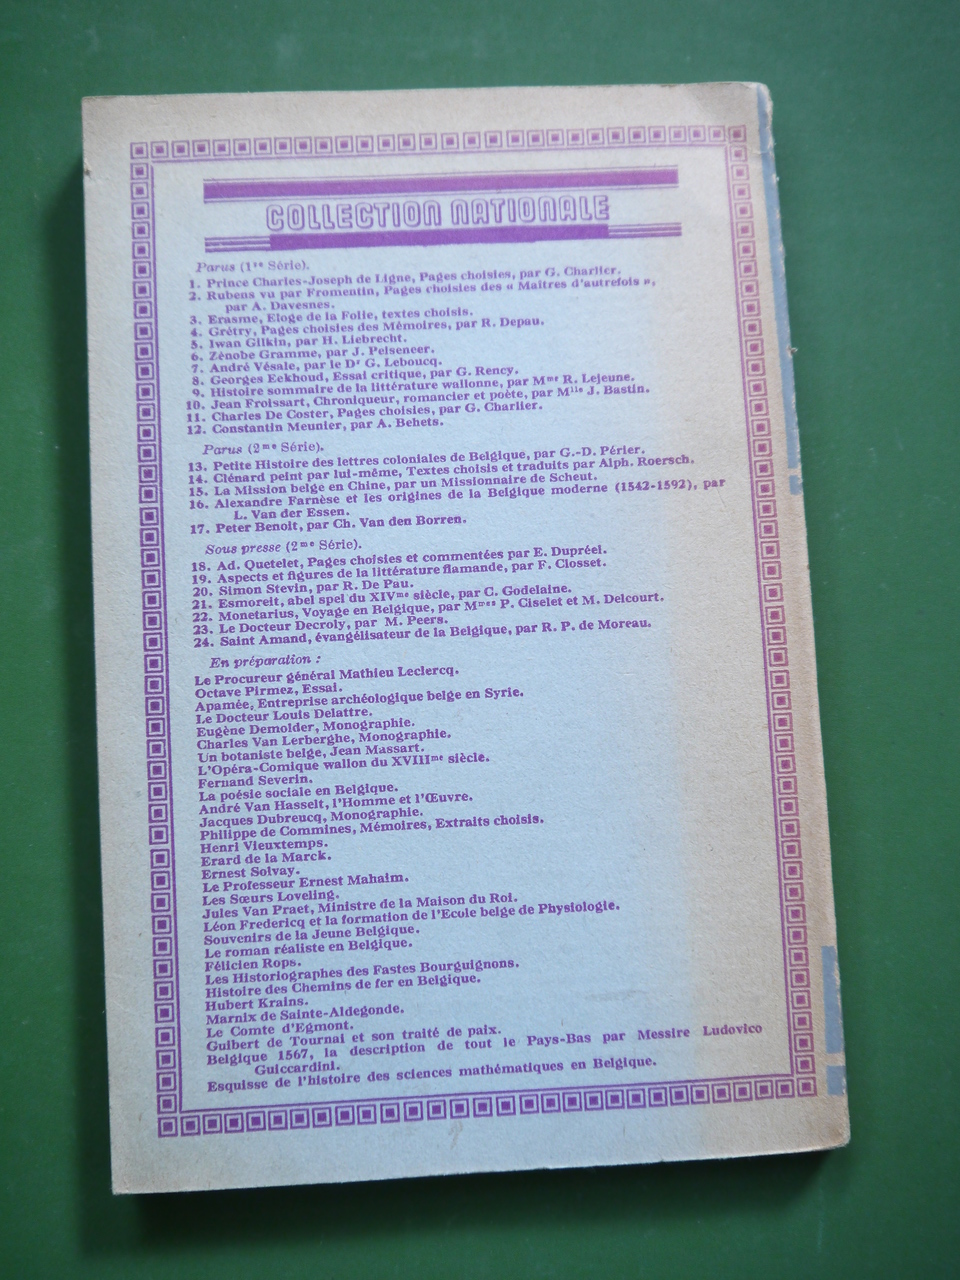 COLLECTION NATIONALE
Parus (1re Série).
1. Prince Charles-Joseph de Ligne, Pages choisies, par G. Charlier.
2. Rubens vu par Fromentin, Pages choisies des « Maîtres d'autrefois »,
par A. Davesnes.
3. Erasme, Eloge de la Folie, textes choisis.
4. Grétry, Pages choisies des Mémoires, par R. Depau.
5. Iwan Gilkin, par H. Liebrecht.
6. Zénobe Gramme, par J. Pelseneer.
7. André Vésale, par le Dr G. Leboucq.
8. Georges Eekhoud, Essai critique, par G. Rency.
9. Histoire sommaire de la littérature wallonne, par Mme R. Lejeune.
10. Jean Froissart, Chroniqueur, romancier et poète, par Mlle J. Bastin.
11. Charles De Coster, Pages choisies, par G. Charlier.
12. Constantin Meunier, par A. Behets.
Parus (2me Série).
13. Petite Histoire des lettres coloniales de Belgique, par G.-D. Périer.
14. Clénard peint par lui-même, Textes choisis et traduits par Alph. Roersch.
15. La Mission belge en Chine, par un Missionnaire de Scheut.
16. Alexandre Farnèse et les origines de la Belgique moderne (1542-1592), par
L. Van der Essen.
17. Peter Benoit, par Ch. Van den Borren.
Sous presse (2me Série).
18. Ad. Quetelet, Pages choisies et commentées par E. Dupréel.
19. Aspects et figures de la littérature flamande, par F. Closset.
20. Simon Stevin, par R. De Pau.
21. Esmoreit, abel spel du XIVme siècle, par C. Godelaine.
22. Monetarius, Voyage en Belgique, par Mmes P. Ciselet et M. Delcourt.
23. Le Docteur Decroly, par M. Peers.
24. Saint Amand, évangélisateur de la Belgique, par R. P. de Moreau.
En préparation :
Le Procureur général Mathieu Leclercq.
Octave Pirmez, Essai.
Apamée, Entreprise archéologique belge en Syrie.
Le Docteur Louis Delattre.
Eugène Demolder, Monographie.
Charles Van Lerberghe, Monographie.
Un botaniste belge, Jean Massart.
L'Opéra-Comique wallon du XVIIIme siècle.
Fernand Severin.
La poésie sociale en Belgique.
André Van Hasselt, l'Homme et l'Œuvre.
Jacques Dubreucq, Monographie.
Philippe de Commines, Mémoires, Extraits choisis.
Henri Vieuxtemps.
Erard de la Marck.
Ernest Solvay.
Le Professeur Ernest Mahaim.
Les Sœurs Loveling.
Jules Van Praet, Ministre de la Maison du Roi.
Léon Fredericq et la formation de l'Ecole belge de Physiologie.
Souvenirs de la Jeune Belgique.
Le roman réaliste en Belgique.
Félicien Rops.
Les Historiographes des Fastes Bourguignons.
Histoire des Chemins de fer en Belgique.
Hubert Krains.
Marnix de Sainte-Aldegonde.
Le Comte d'Egmont.
Guibert de Tournai et son traité de paix.
Belgique 1567, la description de tout le Pays-Bas par Messire Ludovico
Guiccardini.
Esquisse de l'histoire des sciences mathématiques en Belgique.